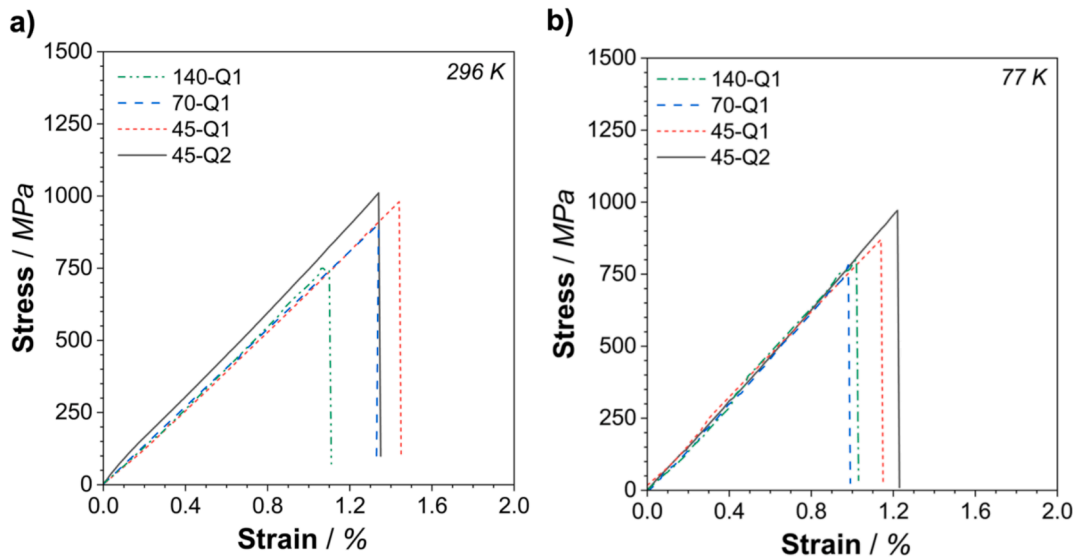 a)
296 K
140-Q1
70-Q1
45-Q1
45-Q2
Stress / MPa
1500
1250
1000
750
500
250
0
0.0 0.4 0.8 1.2 1.6 2.0
Strain / %
b)
77 K
140-Q1
70-Q1
45-Q1
45-Q2
Stress / MPa
1500
1250
1000
750
500
250
0
0.0 0.4 0.8 1.2 1.6 2.0
Strain / %